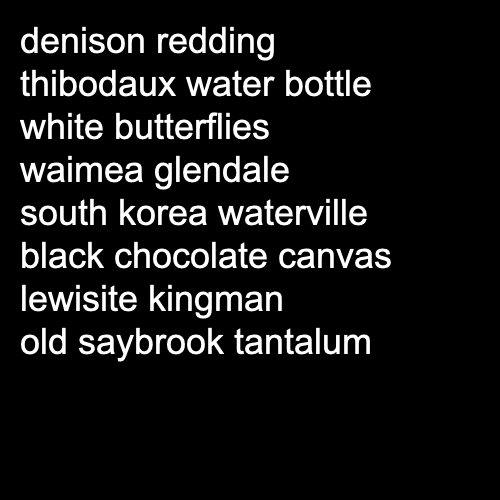 denison redding
thibodaux water bottle
white butterflies
waimea glendale
south korea waterville
black chocolate canvas
lewisite kingman
old saybrook tantalum